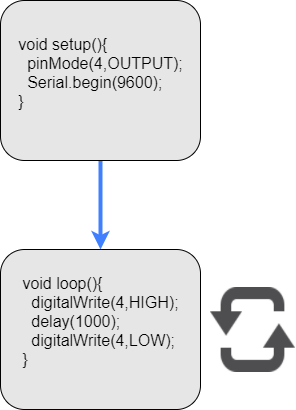 void setup(){
pinMode(4,OUTPUT);
Serial.begin(9600);
}
void loop(){
digitalWrite(4,HIGH);
delay(1000);
digitalWrite(4,LOW);
}